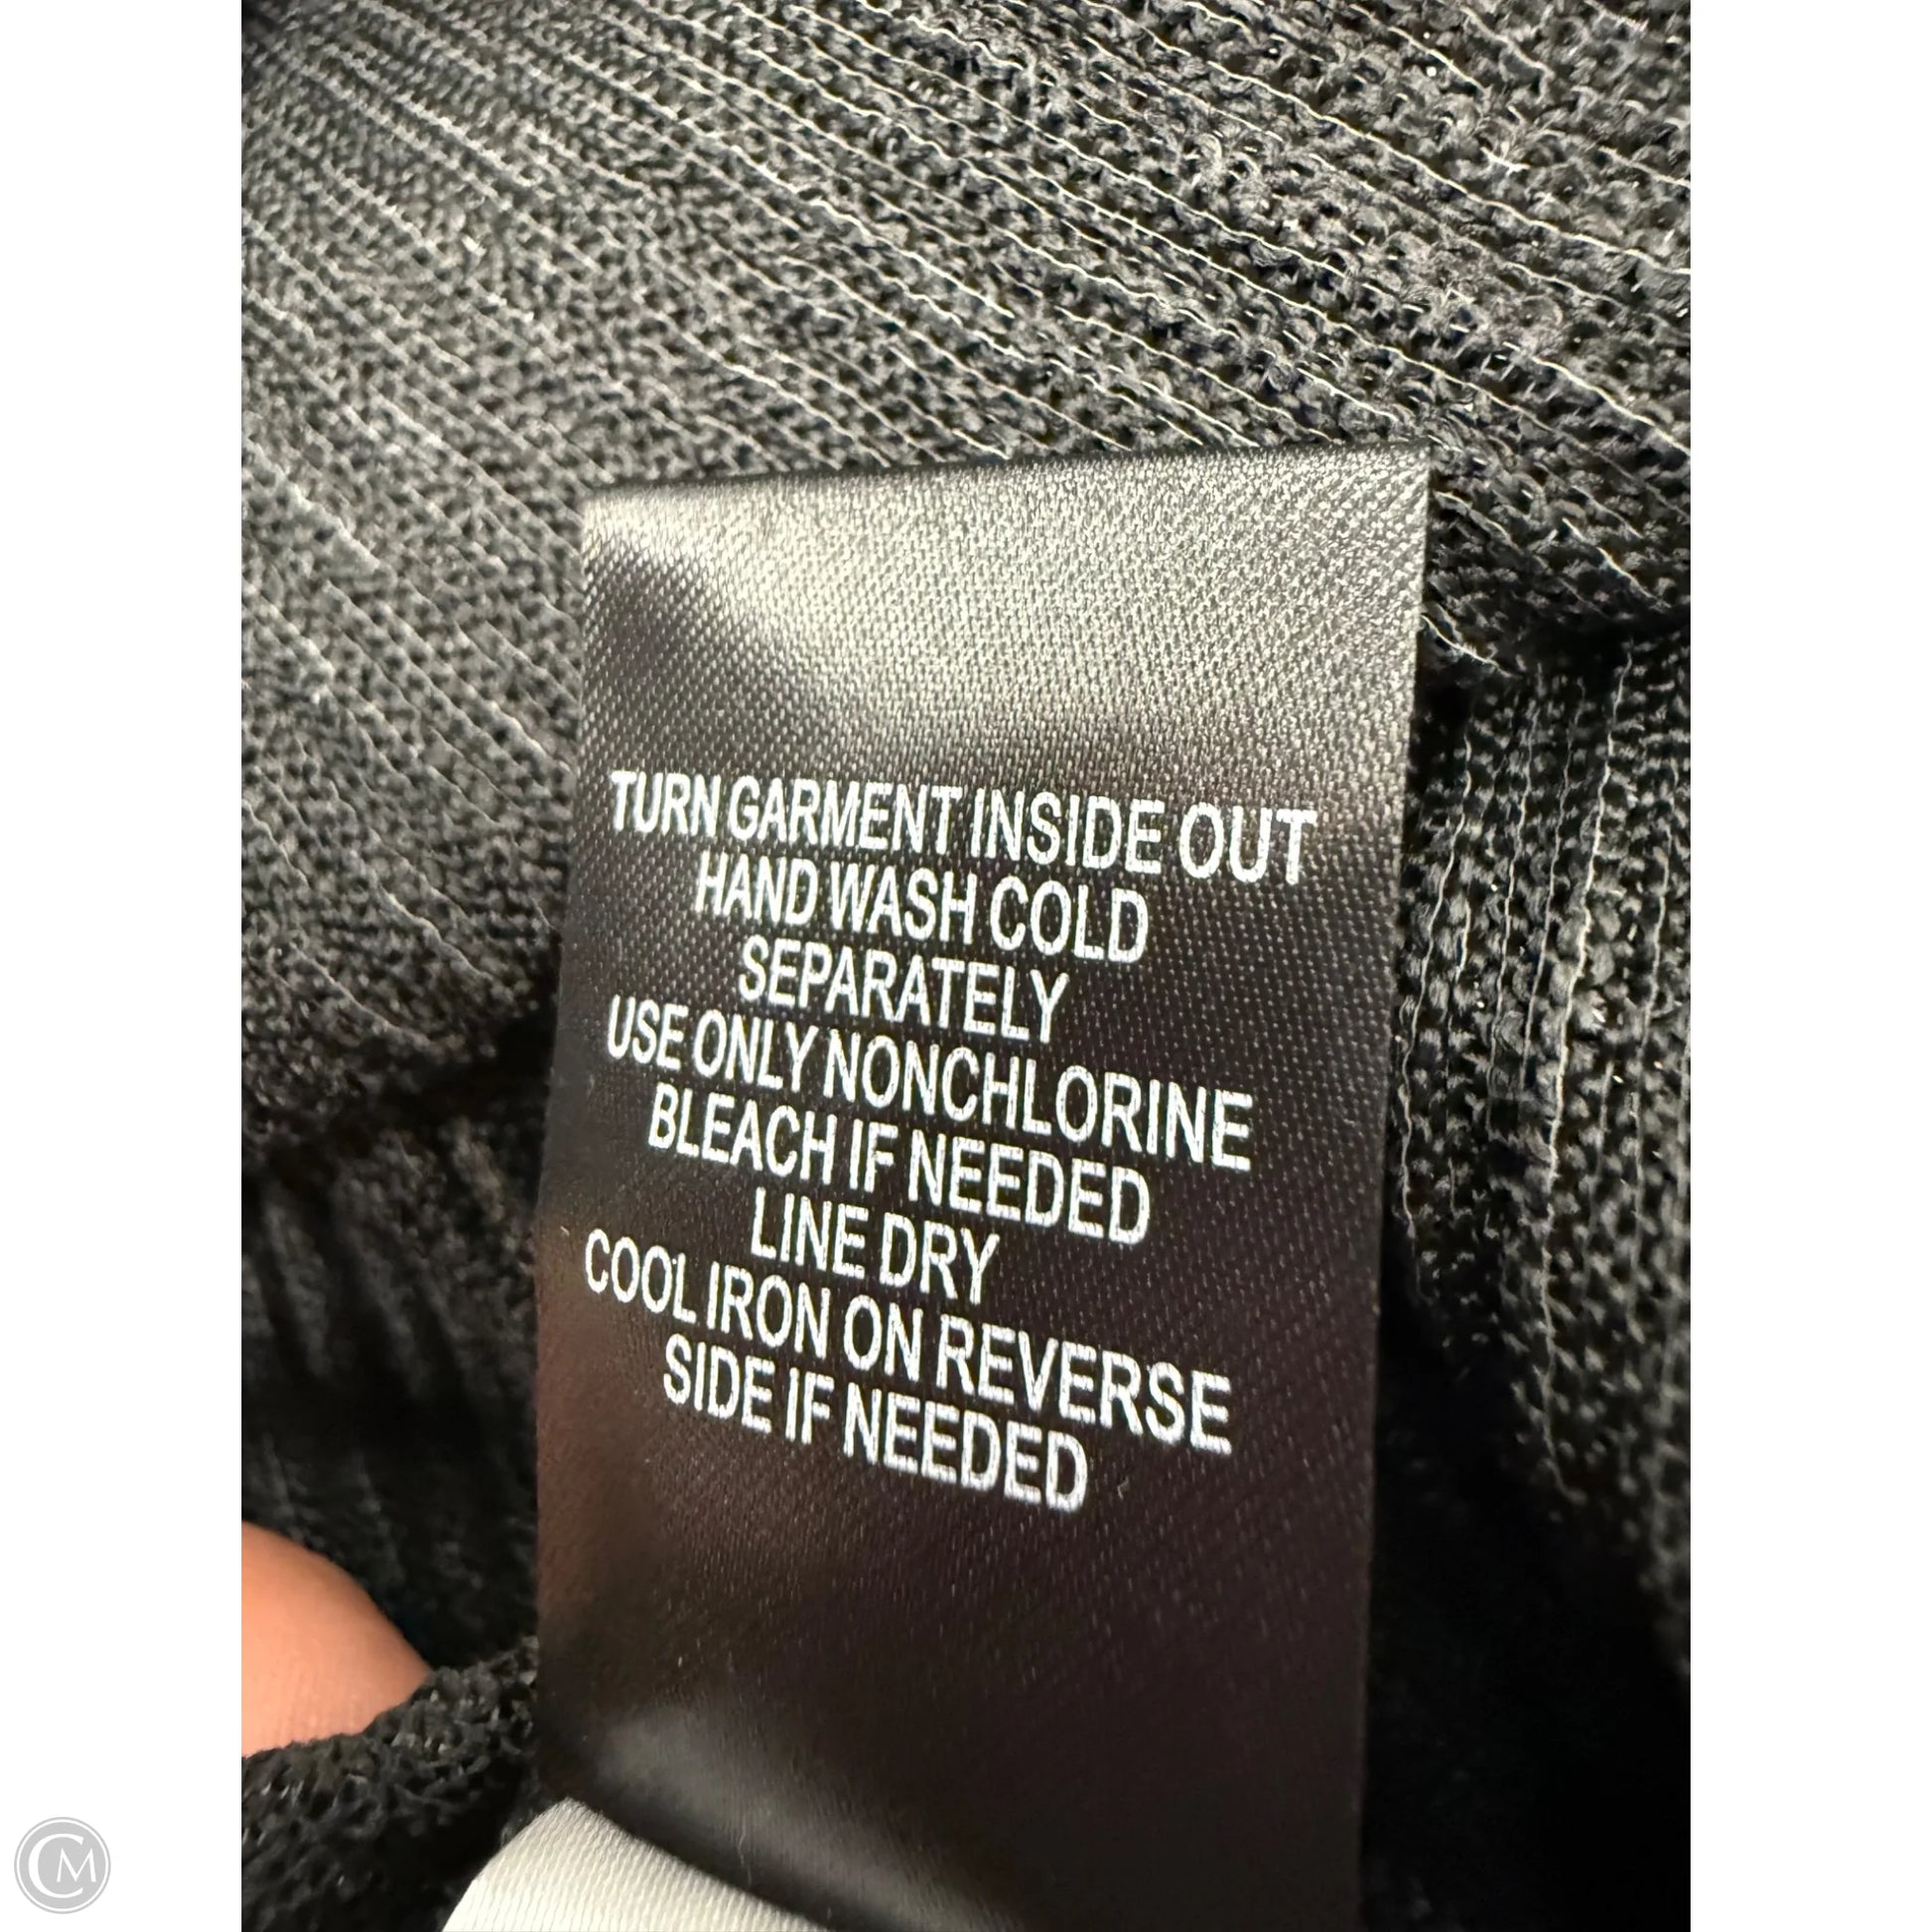 TURN GARMENT INSIDE OUT
HAND WASH COLD
SEPARATELY
USE ONLY NONCHLORINE
BLEACH IF NEEDED
LINE DRY
COOL IRON ON REVERSE
SIDE IF NEEDED
CM